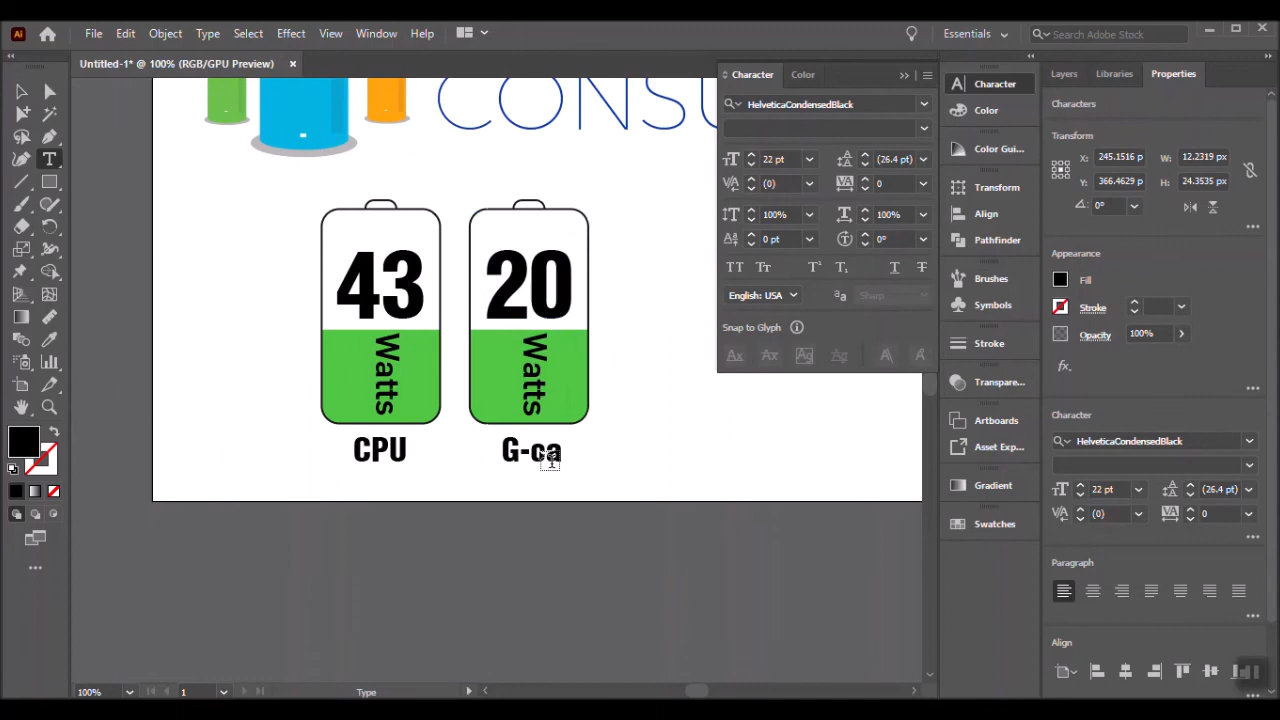 Ai
File Edit Object Type Select Effect View Window Help
Essentials
Search Adobe Stock
Untitled-1* @ 100% (RGB/GPU Preview) ×
CONSU
43
Watts
CPU
20
Watts
G-ca
Character
Color
HelveticaCondensedBlack
22 pt
(26.4 pt)
(0)
0
100%
100%
0 pt
0°
English: USA
Sharp
Snap to Glyph
Character
Color
Color Gui...
Transform
Align
Pathfinder
Brushes
Symbols
Stroke
Transpare...
Artboards
Asset Exp...
Gradient
Swatches
Layers
Libraries
Properties
Characters
Transform
X: 245.1516 p
W: 12.2319 px
Y: 366.4629 p
H: 24.3535 px
0°
Appearance
Fill
Stroke
Opacity
100%
Character
HelveticaCondensedBlack
22 pt
(26.4 pt)
(0)
0
Paragraph
Align
100%
1
Type